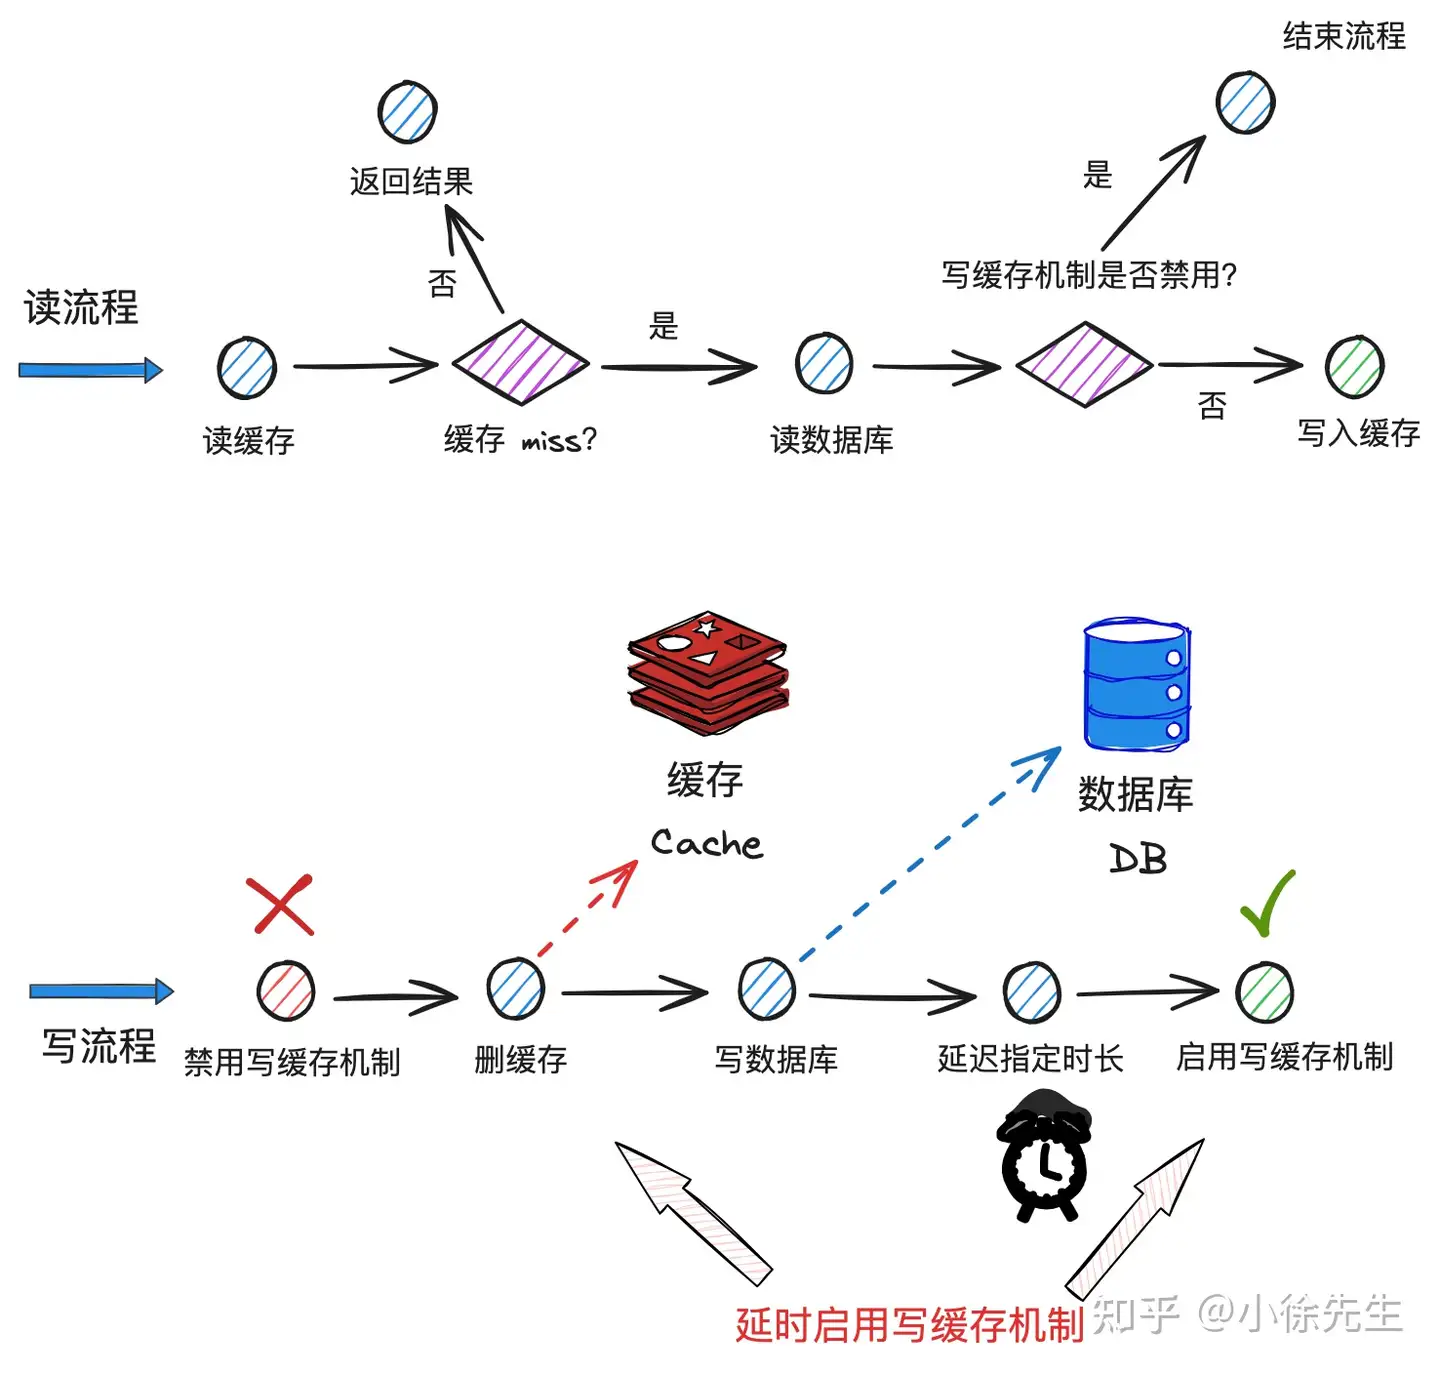 结束流程
返回结果
是
否
写缓存机制是否禁用?
读流程
是
否
读缓存
缓存 miss?
读数据库
写入缓存
缓存
Cache
数据库
DB
写流程
禁用写缓存机制
删缓存
写数据库
延迟指定时长
启用写缓存机制
延时启用写缓存机制
知乎 @小徐先生